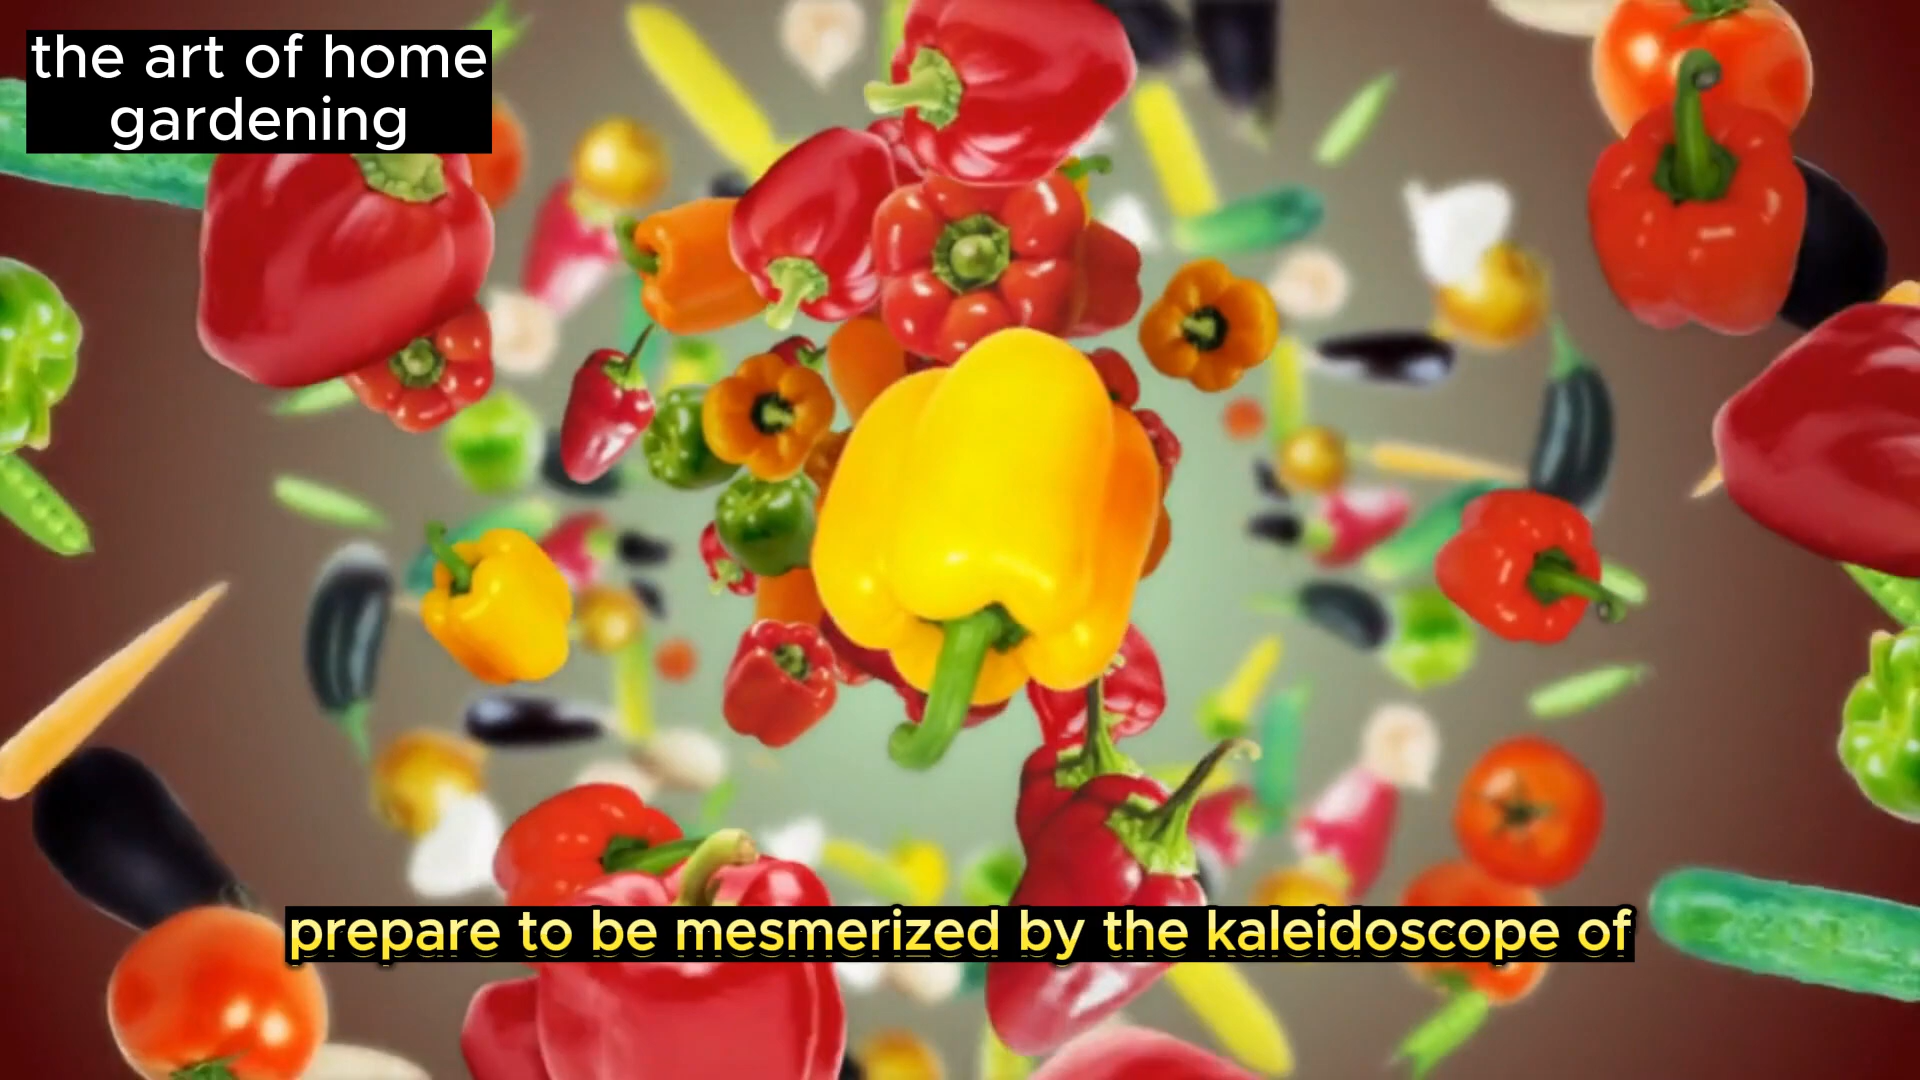 the art of home
gardening
prepare to be mesmerized by the kaleidoscope of